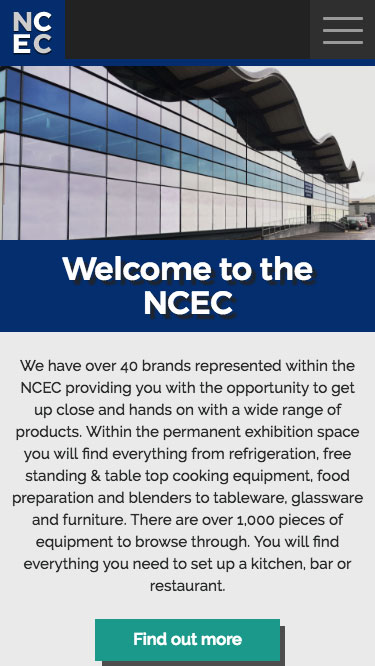 NC
EC
Welcome to the
NCEC
We have over 40 brands represented within the
NCEC providing you with the opportunity to get
up close and hands on with a wide range of
products. Within the permanent exhibition space
you will find everything from refrigeration, free
standing & table top cooking equipment, food
preparation and blenders to tableware, glassware
and furniture. There are over 1,000 pieces of
equipment to browse through. You will find
everything you need to set up a kitchen, bar or
restaurant.
Find out more